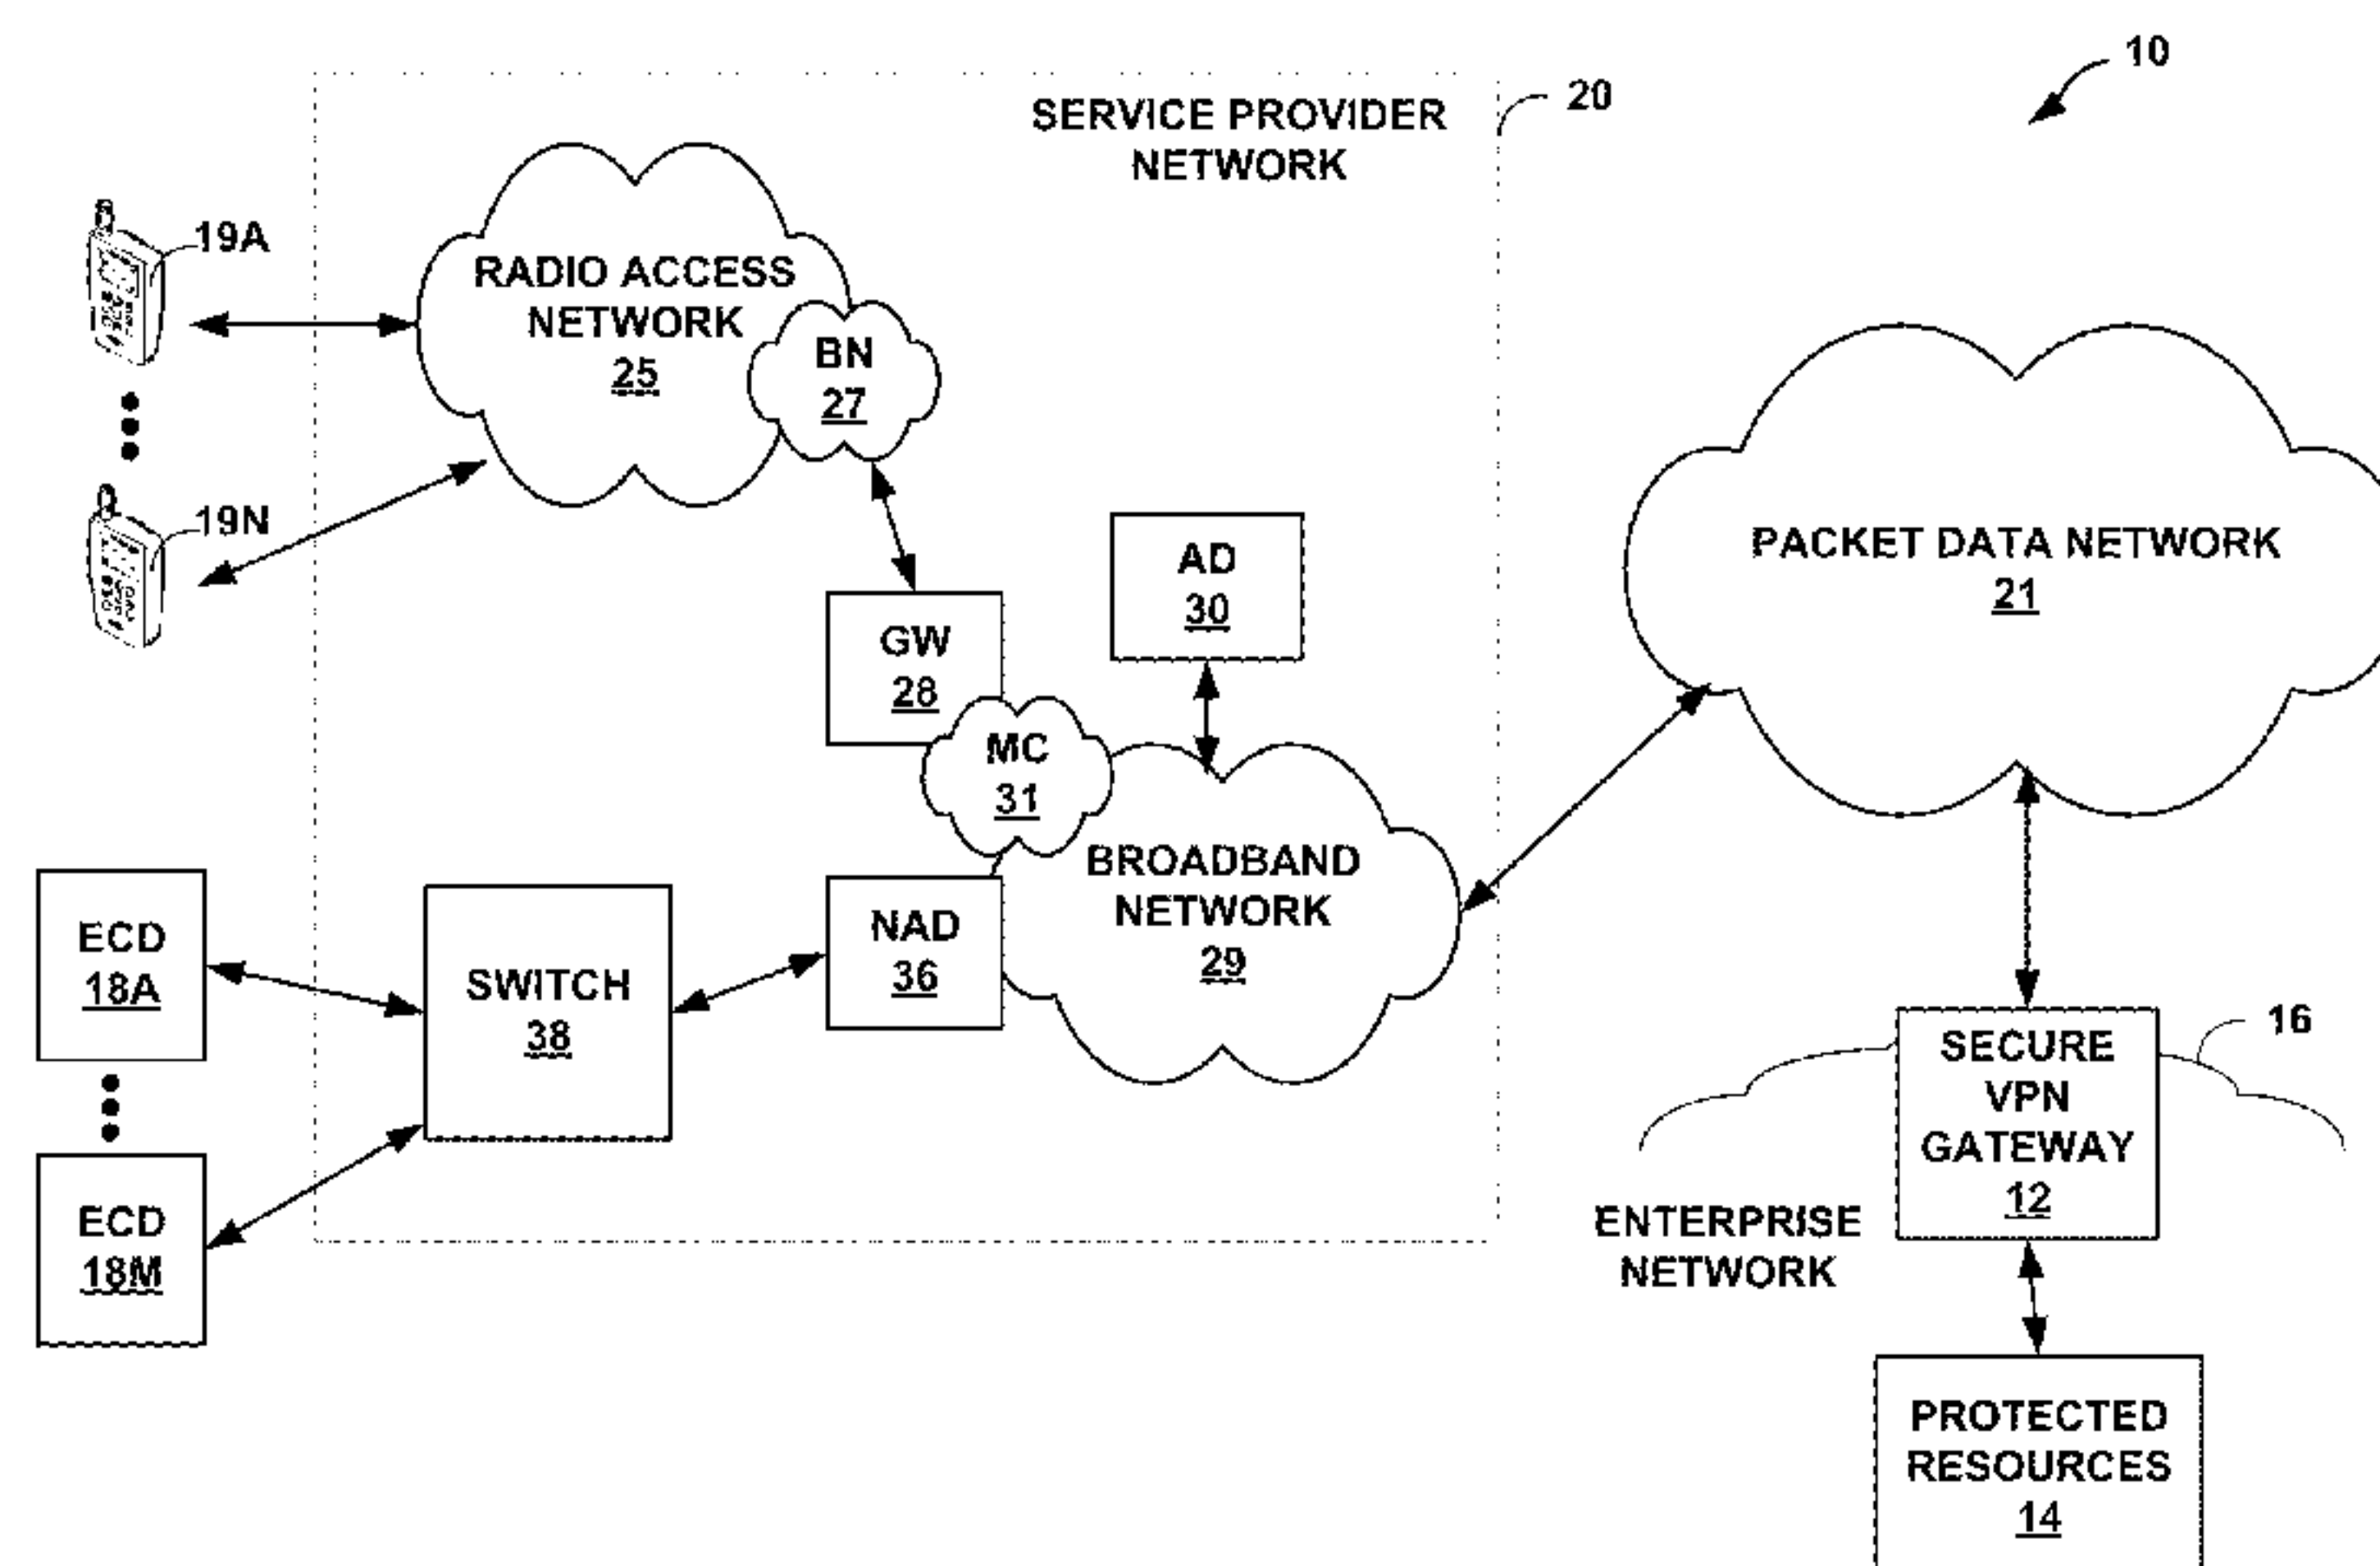 10
20
SERVICE PROVIDER
NETWORK
19A
RADIO ACCESS
NETWORK
25
BN
27
19N
AD
30
PACKET DATA NETWORK
21
GW
28
MC
31
BROADBAND
NETWORK
29
ECD
18A
SWITCH
38
NAD
36
16
SECURE
VPN
GATEWAY
12
ECD
18M
ENTERPRISE
NETWORK
PROTECTED
RESOURCES
14